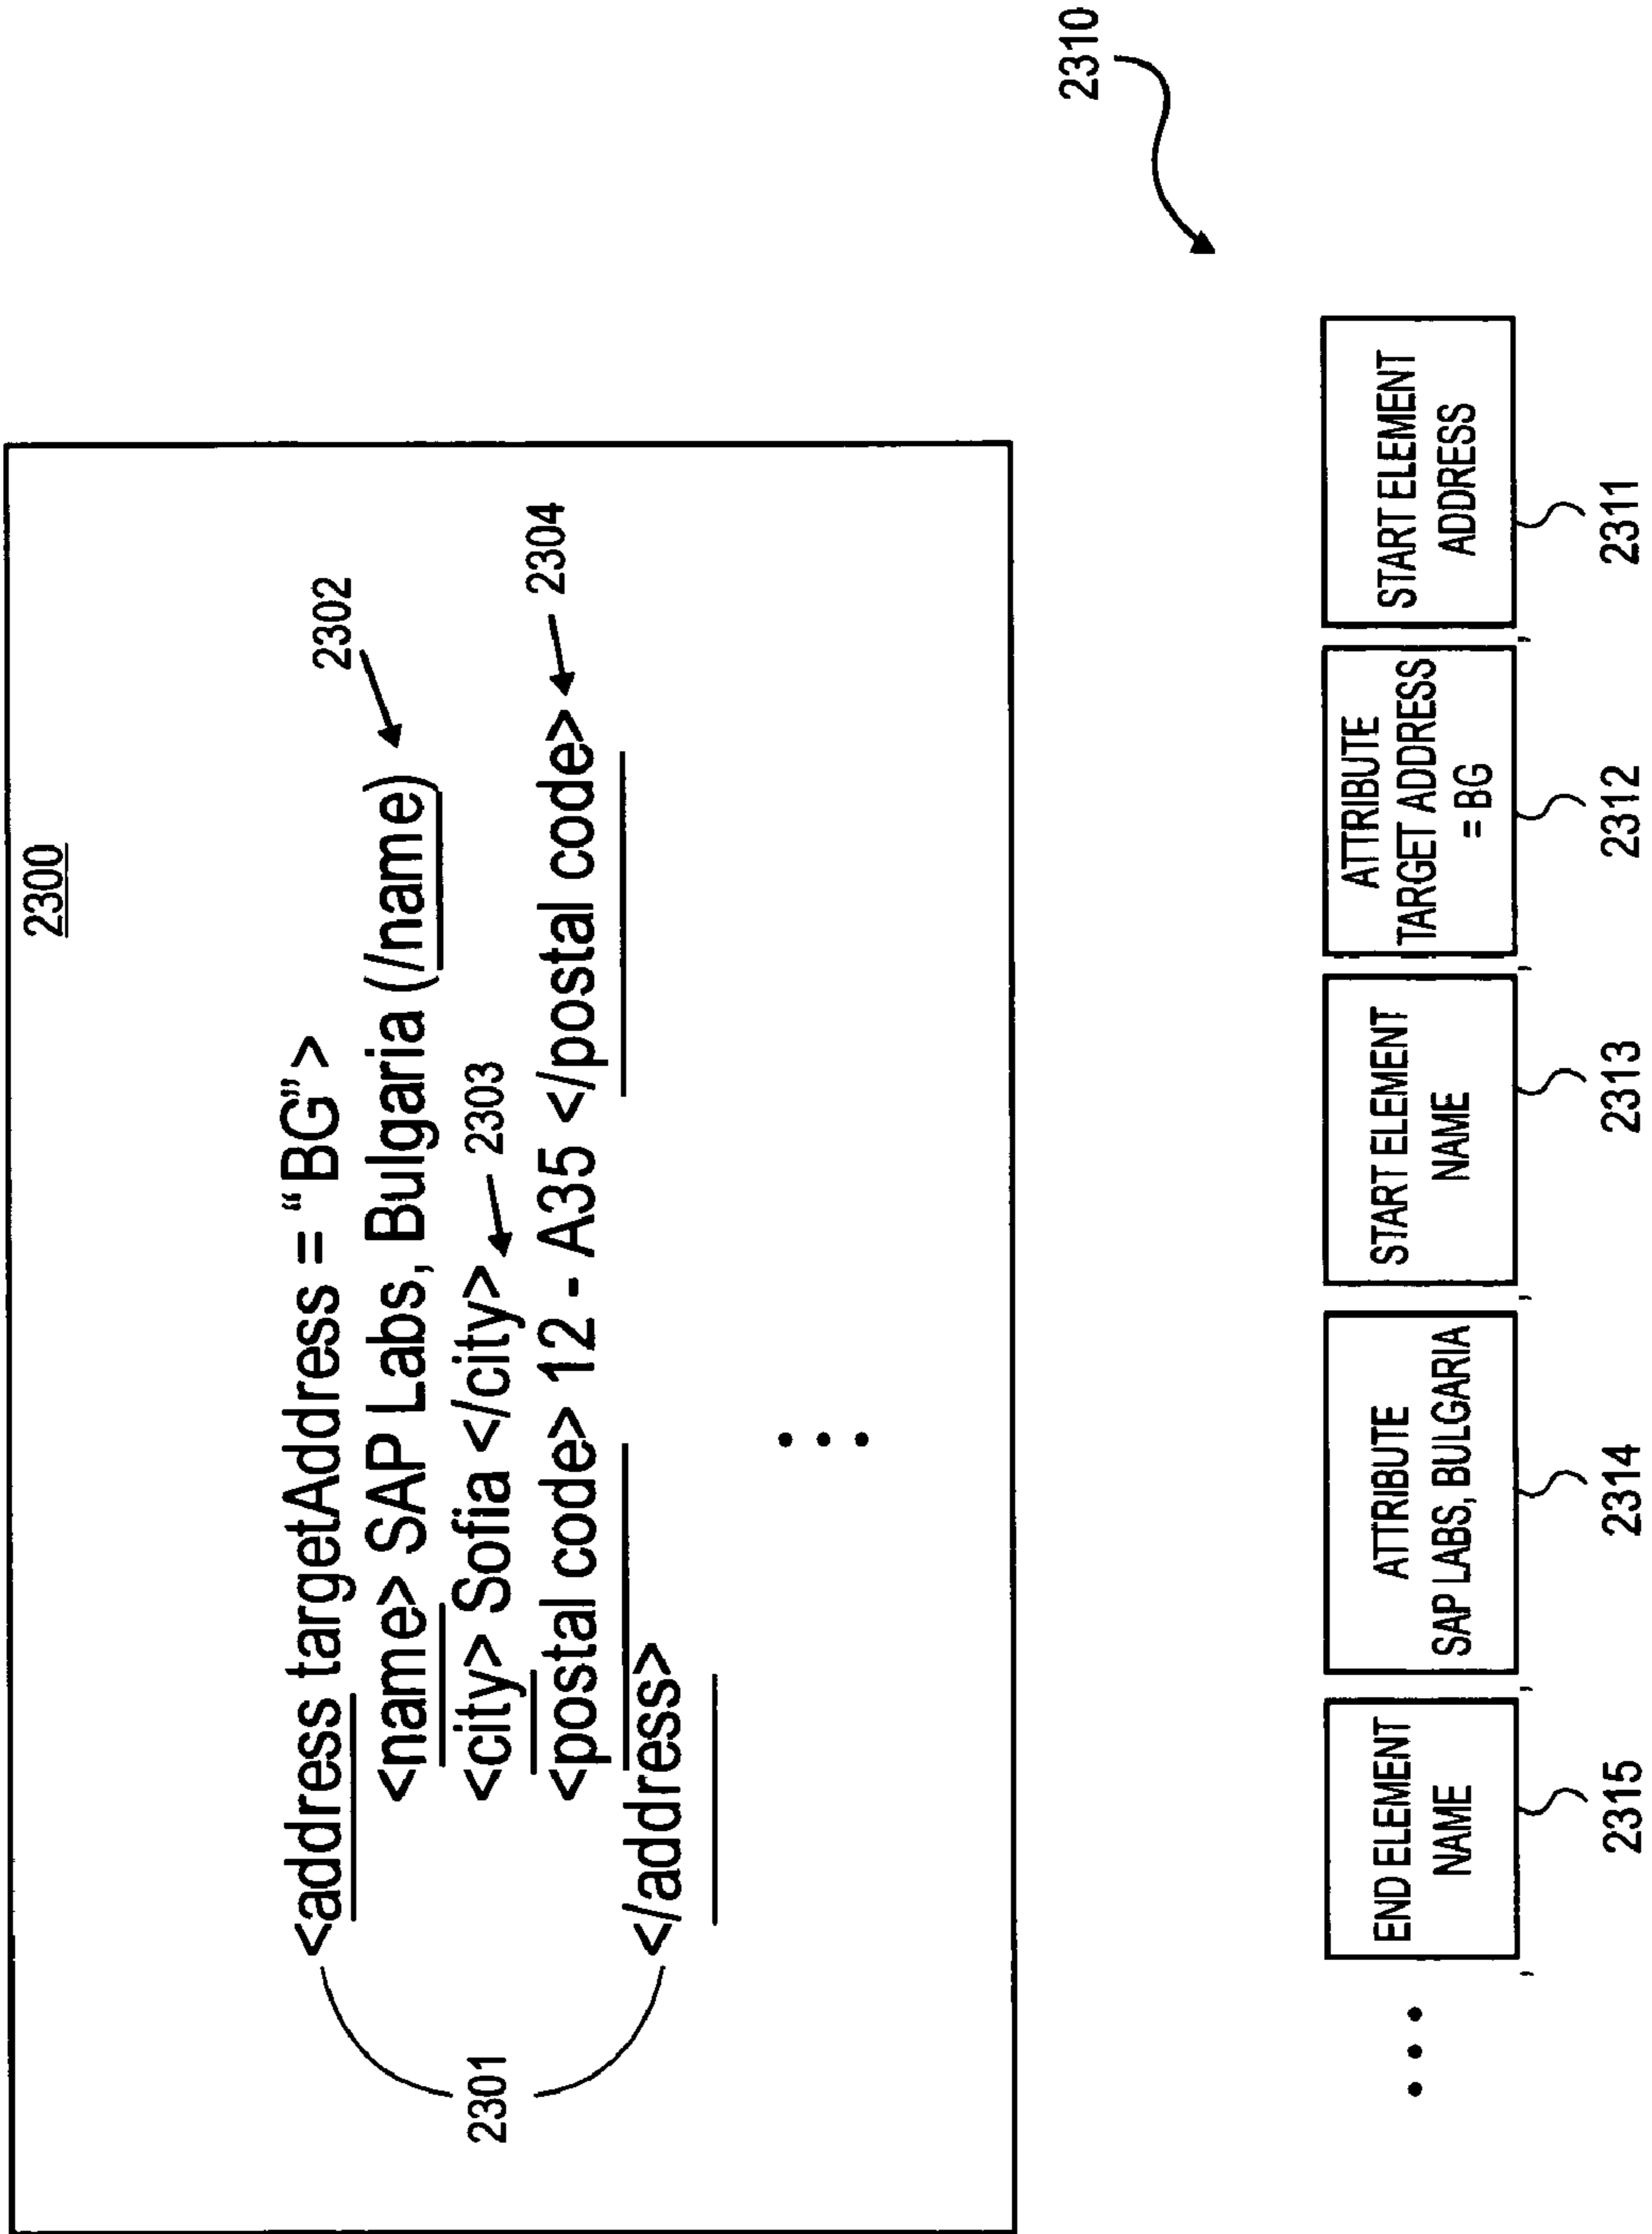 2300
<address targetAddress = “BG” >
<name> SAP Labs, Bulgaria (/name)
2302
<city> Sofia </city>
2303
<postal code> 12 - A35 </postal code>
2304
</address>
2301
• • •
2310
• • •
END ELEMENT
NAME
2315
,
ATTRIBUTE
SAP LABS, BULGARIA
2314
,
START ELEMENT
NAME
2313
,
ATTRIBUTE
TARGET ADDRESS
= BG
2312
,
START ELEMENT
ADDRESS
2311